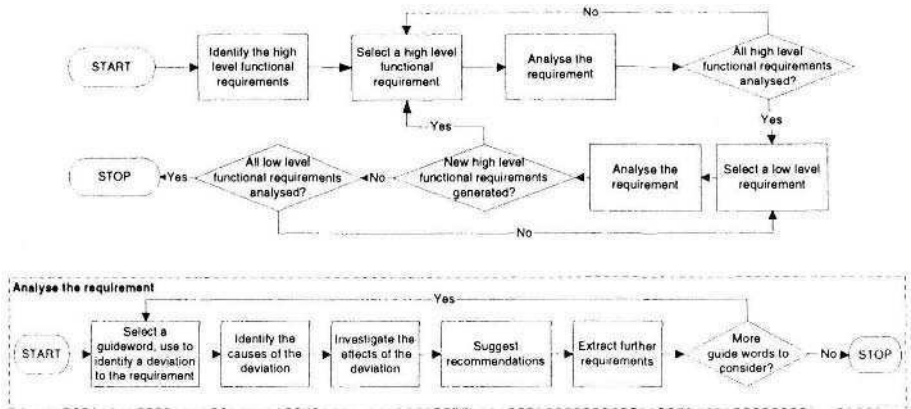 No
START
Identify the high
level functional
requirements
Select a high level
functional
requirement
Analyse the
requirement
All high level
functional requirements
analysed?
Yes
Yes
STOP
Yes
All low level
functional requirements
analysed?
No
New high level
functional requirements
generated?
Analyse the
requirement
Select a low level
requirement
No
Analyse the requirement
Yes
START
Select a
guideword, use to
identify a deviation
to the requirement
Identify the
causes of the
deviation
Investigate the
effects of the
deviation
Suggest
recommendations
Extract further
requirements
More
guide words to
consider?
No
STOP